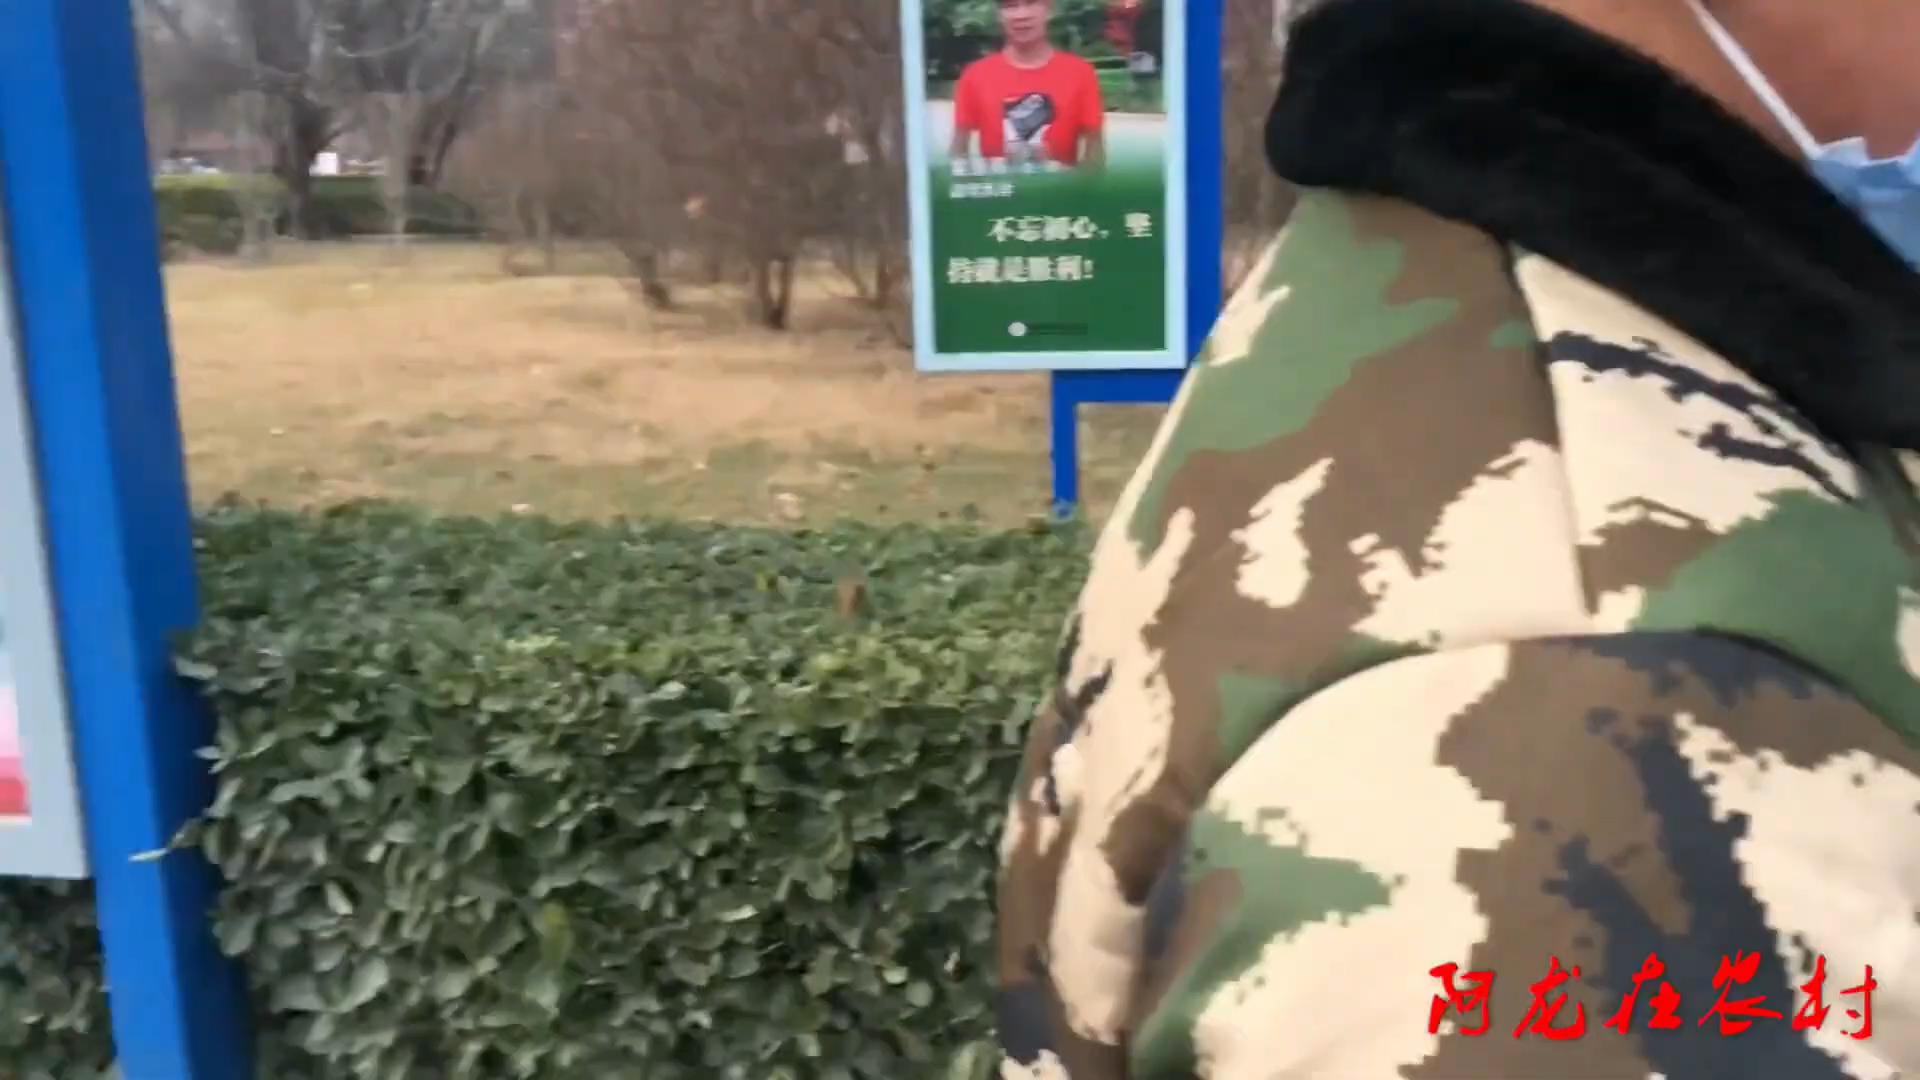 不忘初心，坚
持就是胜利！
阿龙在农村